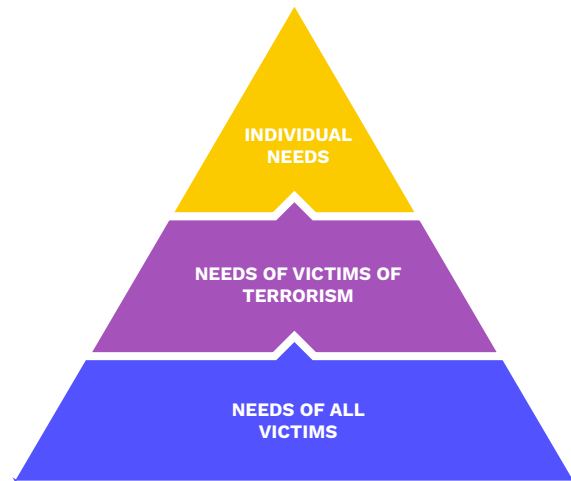 INDIVIDUAL
NEEDS
NEEDS OF VICTIMS OF
TERRORISM
NEEDS OF ALL
VICTIMS